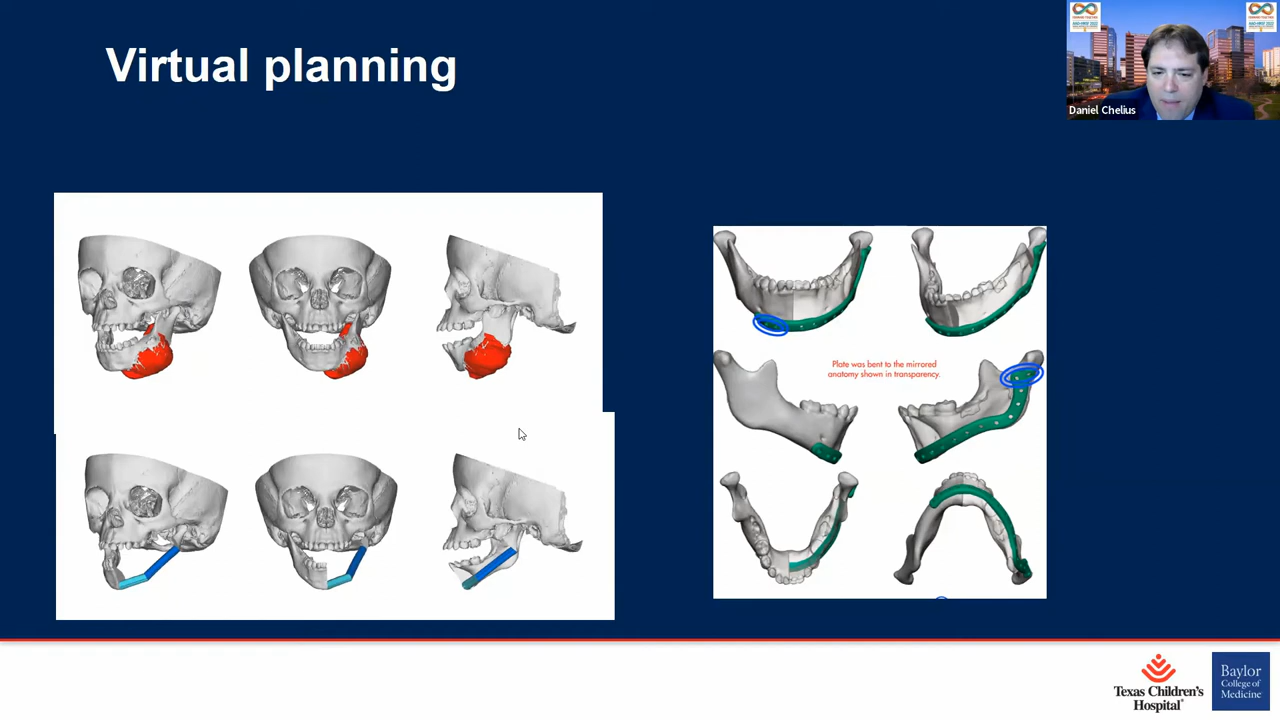 Virtual planning
Daniel Chelius
Plate was bent to the mirrored
anatomy shown in transparency.
Texas Children's
Hospital®
Baylor
College of
Medicine